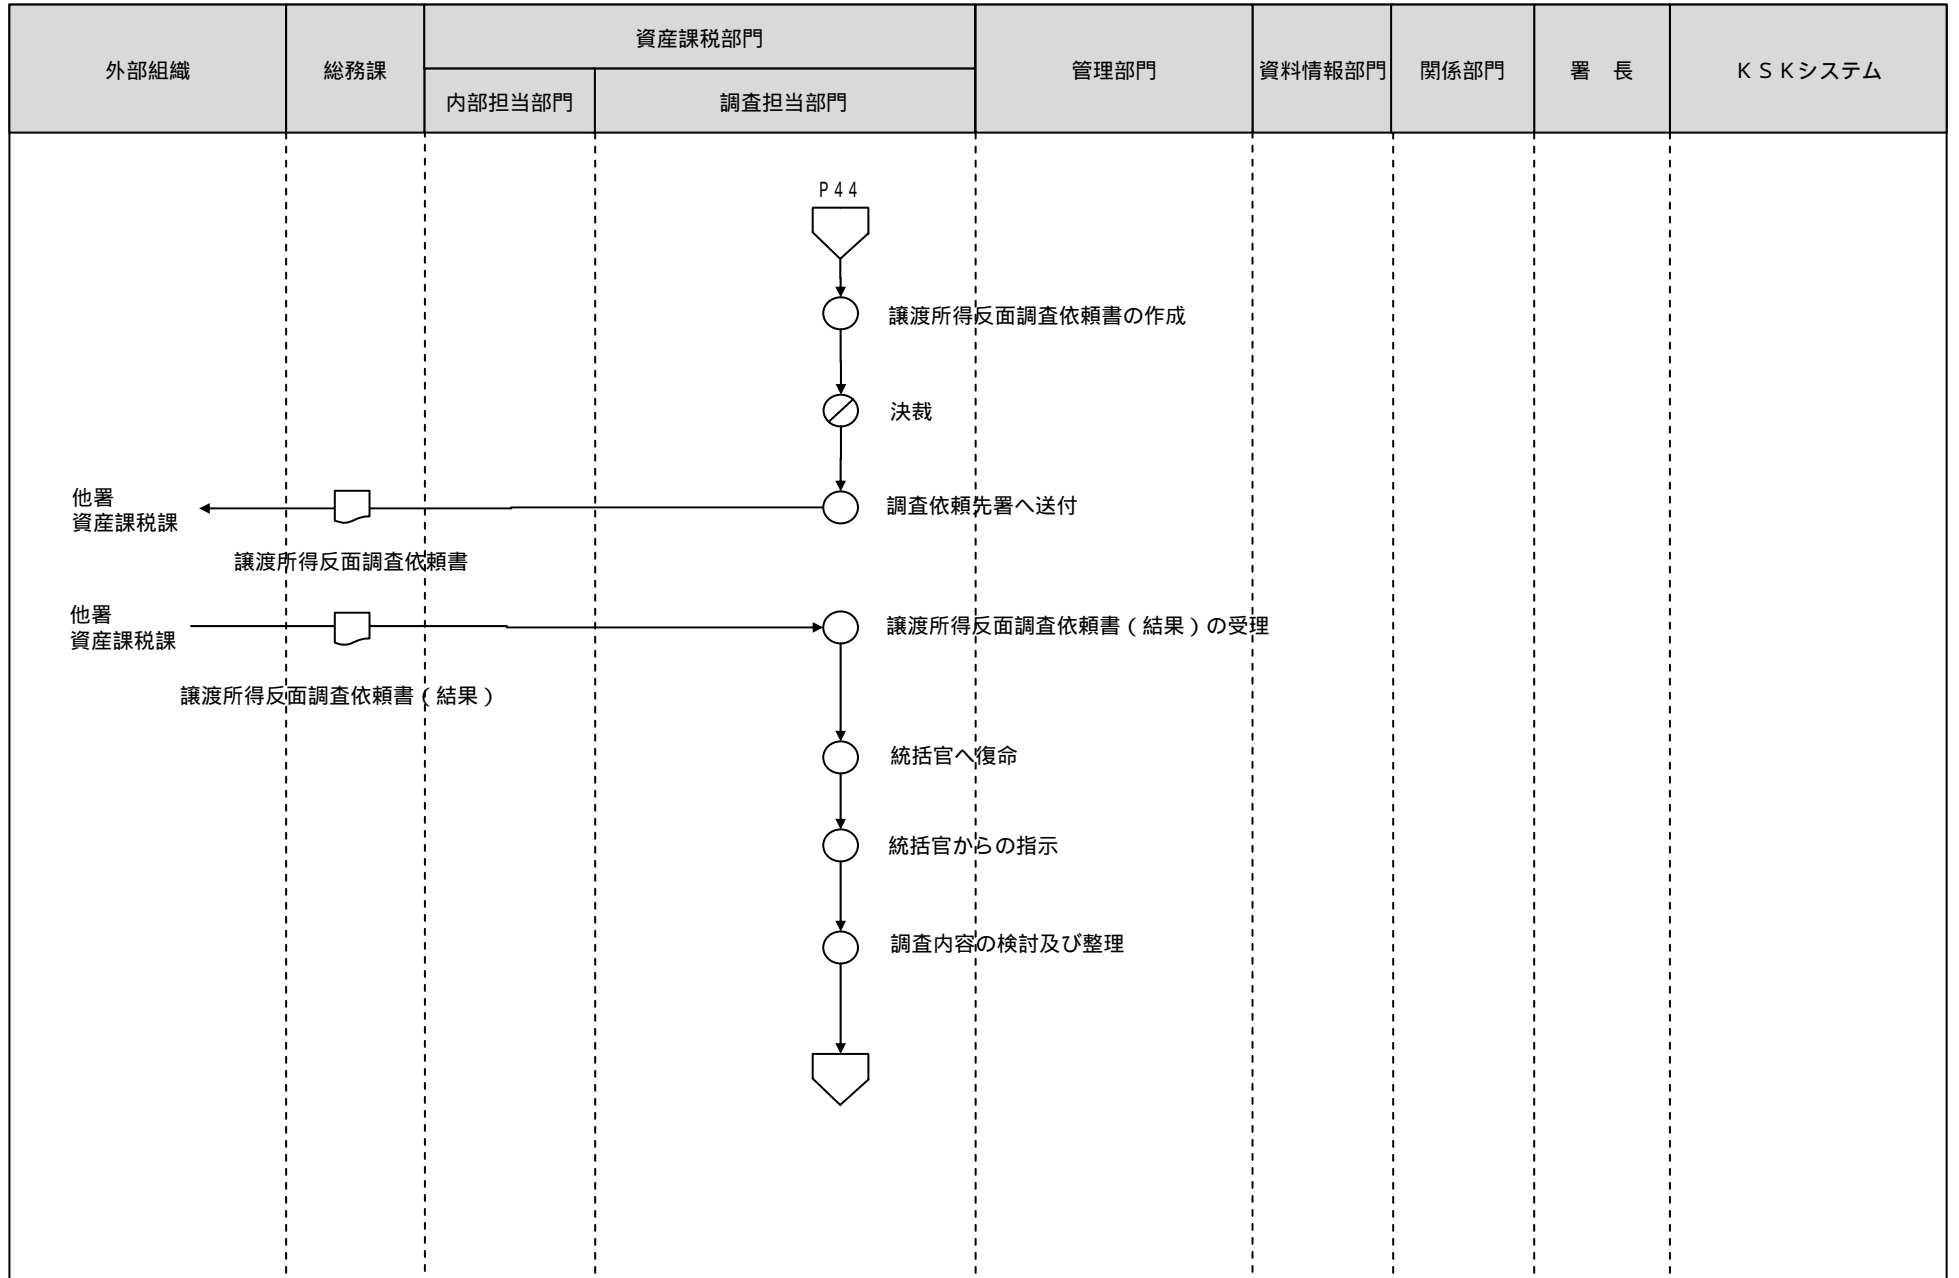 外部組織
総務課
資産課税部門
内部担当部門
調査担当部門
管理部門
資料情報部門
関係部門
署　長
ＫＳＫシステム
Ｐ４４
譲渡所得反面調査依頼書の作成
決裁
他署
資産課税課
調査依頼先署へ送付
譲渡所得反面調査依頼書
他署
資産課税課
譲渡所得反面調査依頼書（結果）の受理
譲渡所得反面調査依頼書（結果）
統括官へ復命
統括官からの指示
調査内容の検討及び整理